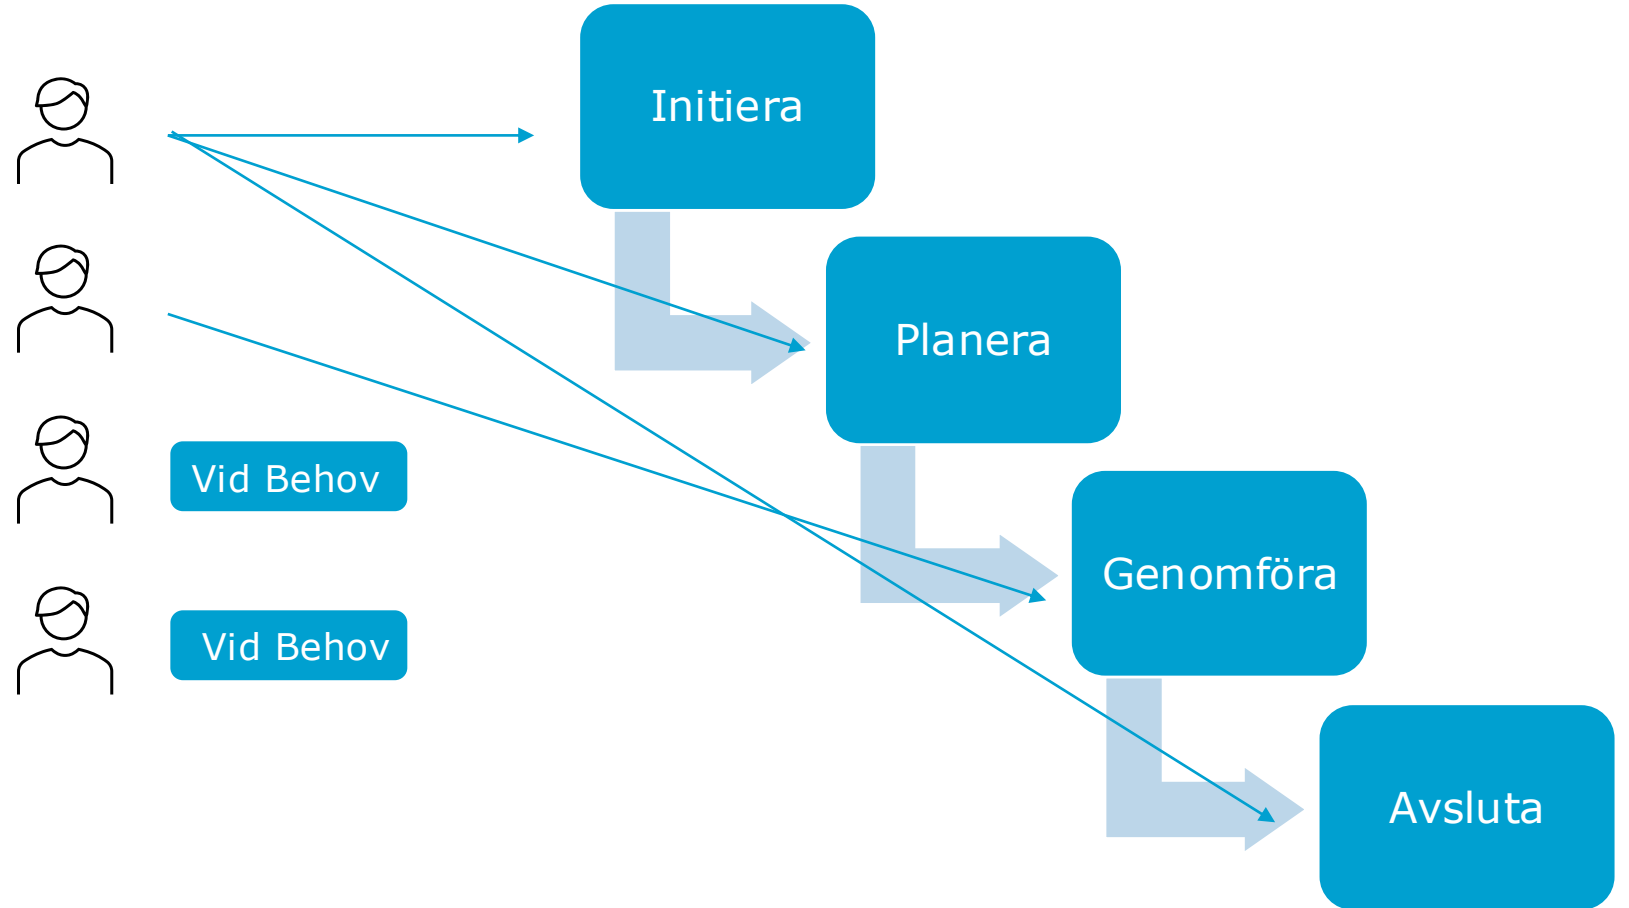 Initiera
Planera
Vid Behov
Genomföra
Vid Behov
Avsluta